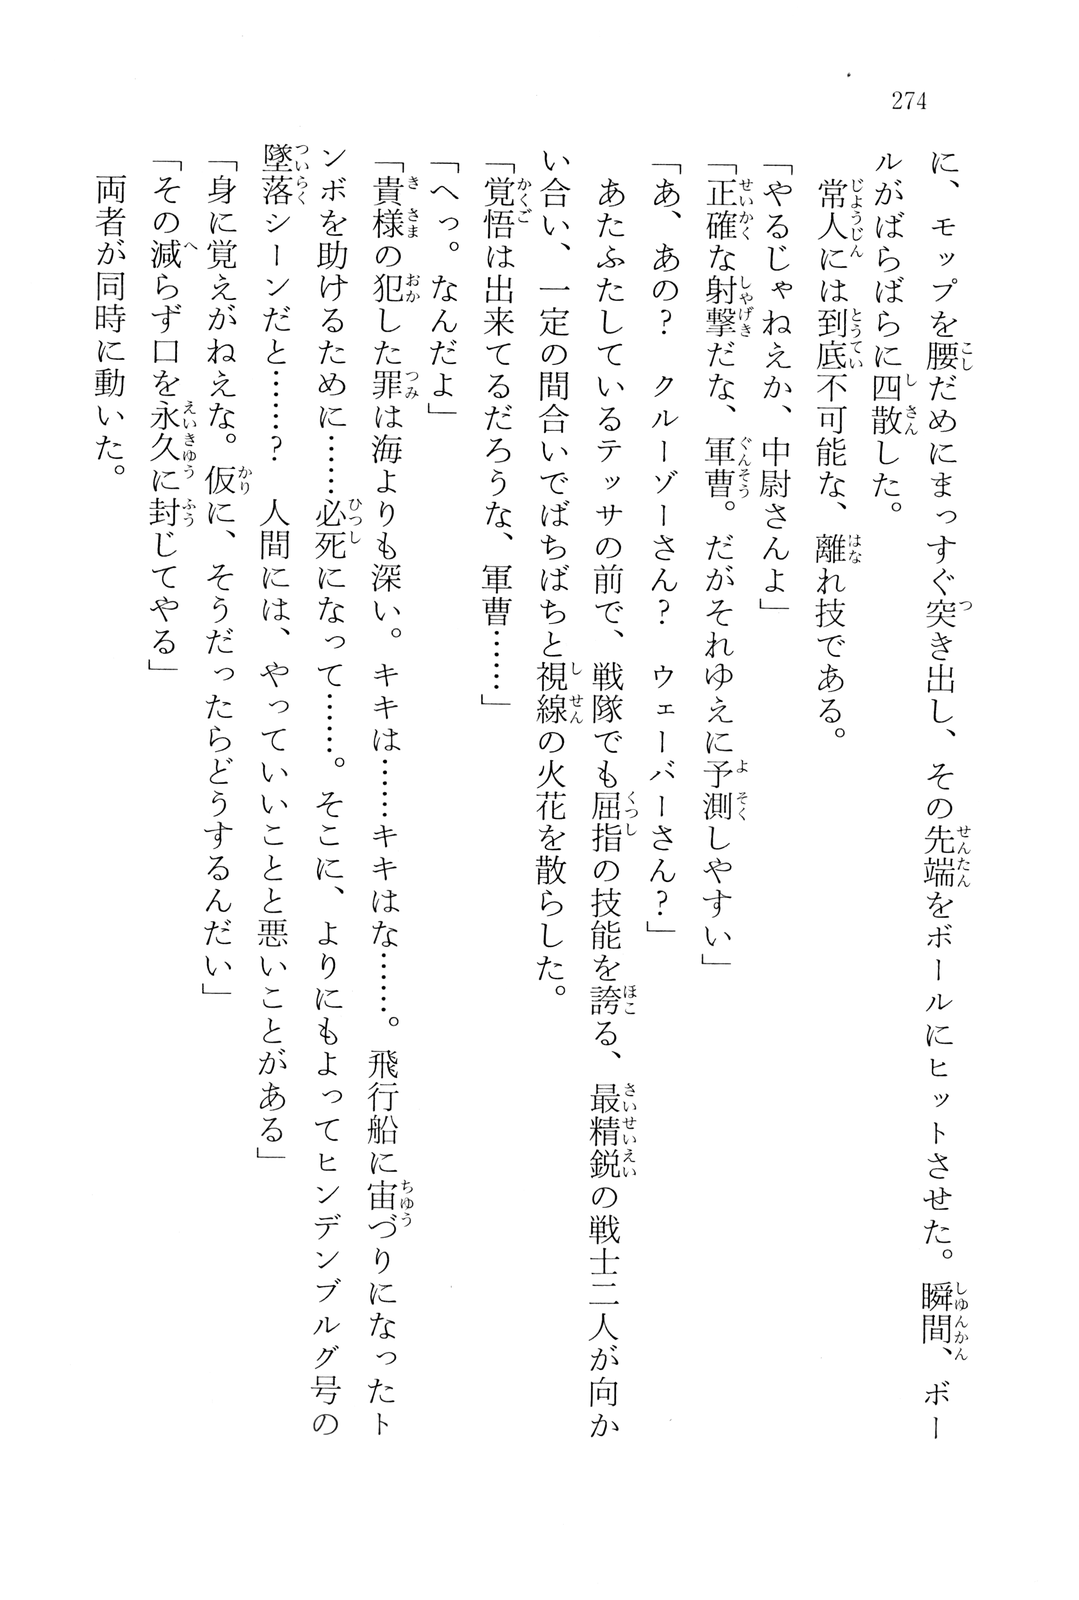 274
に、モップを腰だめにまっすぐ突き出し、その先端をボールにヒットさせた。瞬間、ボー
ルがばらばらに四散した。
常人には到底不可能な、離れ技である。
「やるじゃねえか、中尉さんよ」
「正確な射撃だな、軍曹。だがそれゆえに予測しやすい」
「あ、あの？　クルーゾーさん？　ウェーバーさん？」
あたふたしているテッサの前で、戦隊でも屈指の技能を誇る、最精鋭の戦士二人が向か
い合い、一定の間合いでばちばちと視線の火花を散らした。
「覚悟は出来てるだろうな、軍曹……」
「へっ。なんだよ」
「貴様の犯した罪は海よりも深い。キキは……キキはな……。飛行船に宙づりになったト
ンボを助けるために……必死になって……。そこに、よりにもよってヒンデンブルグ号の
墜落シーンだと………？　人間には、やっていいことと悪いことがある」
「身に覚えがねえな。仮に、そうだったらどうするんだい」
「その減らず口を永久に封じてやる」
両者が同時に動いた。